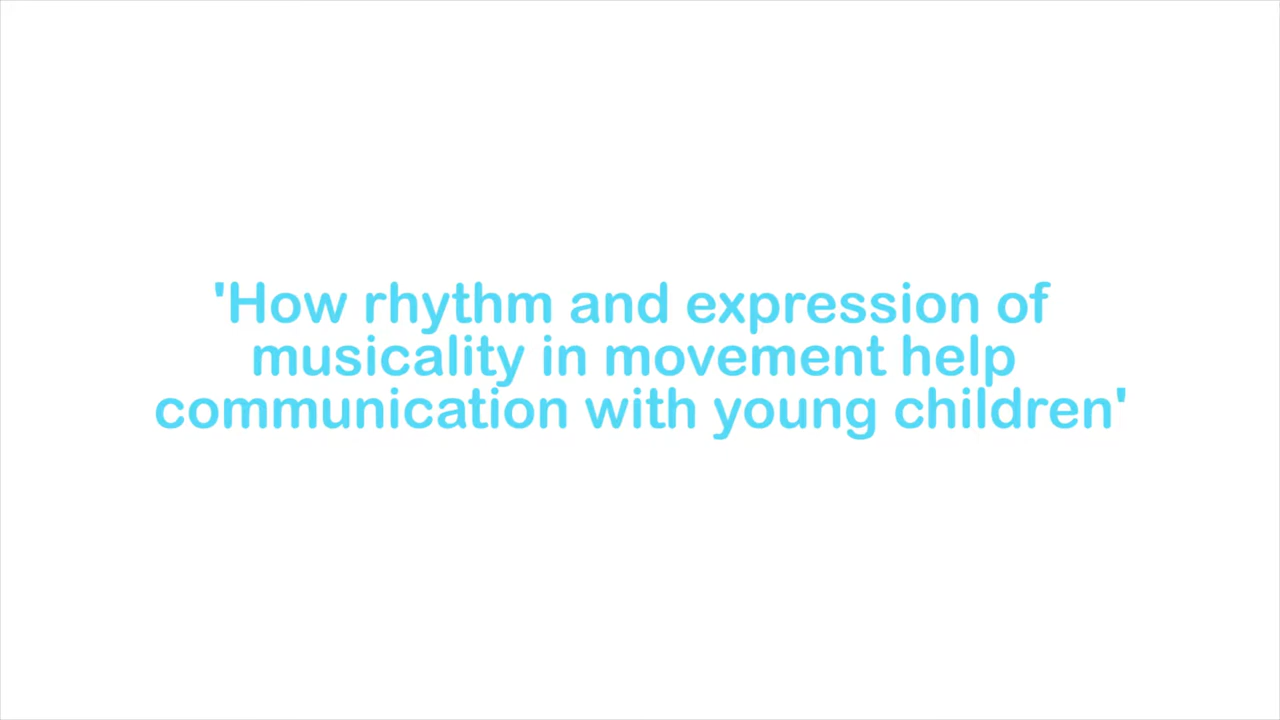 'How rhythm and expression of
musicality in movement help
communication with young children'